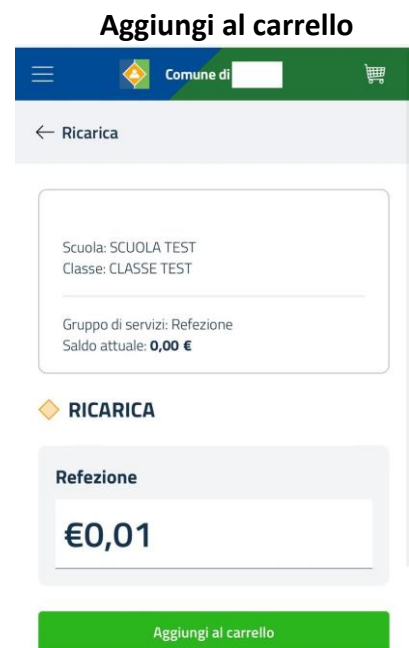 Aggiungi al carrello
Comune di
← Ricarica
Scuola: SCUOLA TEST
Classe: CLASSE TEST
Gruppo di servizi: Refezione
Saldo attuale: 0,00 €
RICARICA
Refezione
€0,01
Aggiungi al carrello